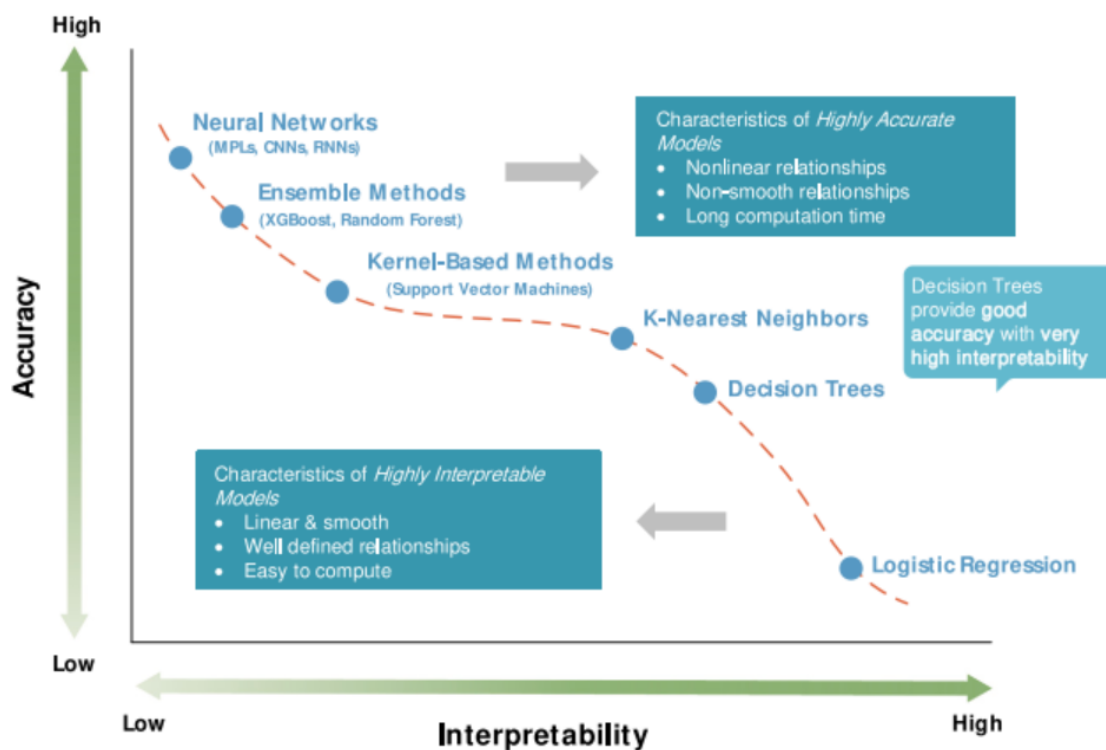 High
Neural Networks
(MPLs, CNNs, RNNs)
Ensemble Methods
(XGBoost, Random Forest)
Kernel-Based Methods
(Support Vector Machines)
Characteristics of Highly Accurate
Models
• Nonlinear relationships
• Non-smooth relationships
• Long computation time
K-Nearest Neighbors
Decision Trees
Decision Trees
provide good
accuracy with very
high interpretability
Accuracy
Characteristics of Highly Interpretable
Models
• Linear & smooth
• Well defined relationships
• Easy to compute
Logistic Regression
Low
Low
Interpretability
High